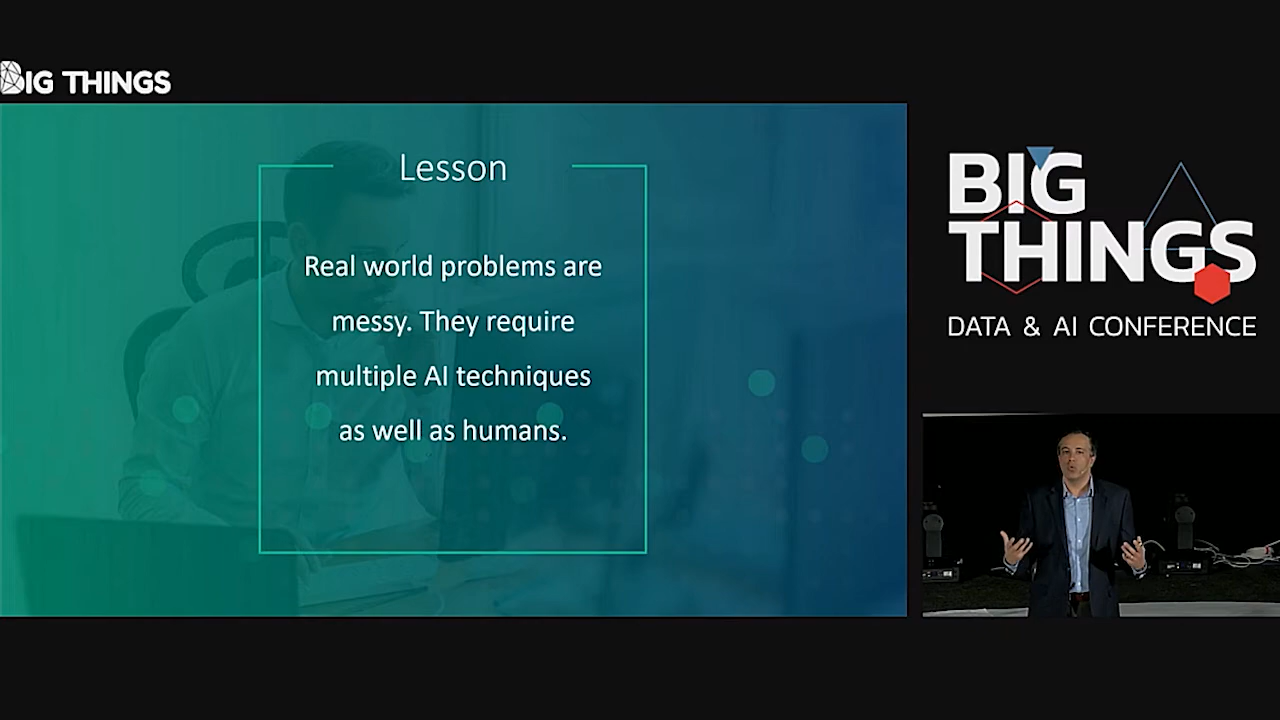 BIG THINGS
Lesson
Real world problems are
messy. They require
multiple AI techniques
as well as humans.
BIG
THINGS
DATA & AI CONFERENCE